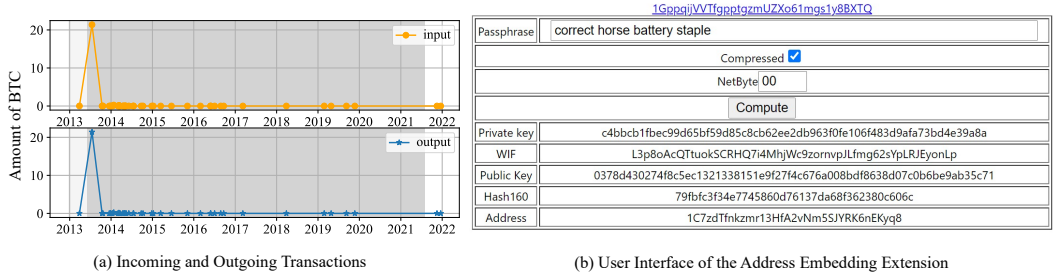 Amount of BTC
20
10
0
input
2013 2014 2015 2016 2017 2018 2019 2020 2021 2022
20
10
0
output
2013 2014 2015 2016 2017 2018 2019 2020 2021 2022
(a) Incoming and Outgoing Transactions
1GppqijVVTfgpptgzmUZXo61mgs1y8BXTQ
Passphrase correct horse battery staple
Compressed
NetByte 00
Compute
Private key c4bbcb1fbec99d65bf59d85c8cb62ee2db963f0fe106f483d9afa73bd4e39a8a
WIF L3p8oAcQTtuokSCRHQ7i4MhjWc9zornvpJLfmg62sYpLRJEyonLp
Public Key 0378d430274f8c5ec1321338151e9f27f4c676a008bdf8638d07c0b6be9ab35c71
Hash160 79fbfc3f34e7745860d76137da68f362380c606c
Address 1C7zdTfnkzmr13HfA2vNm5SJYRK6nEKyq8
(b) User Interface of the Address Embedding Extension